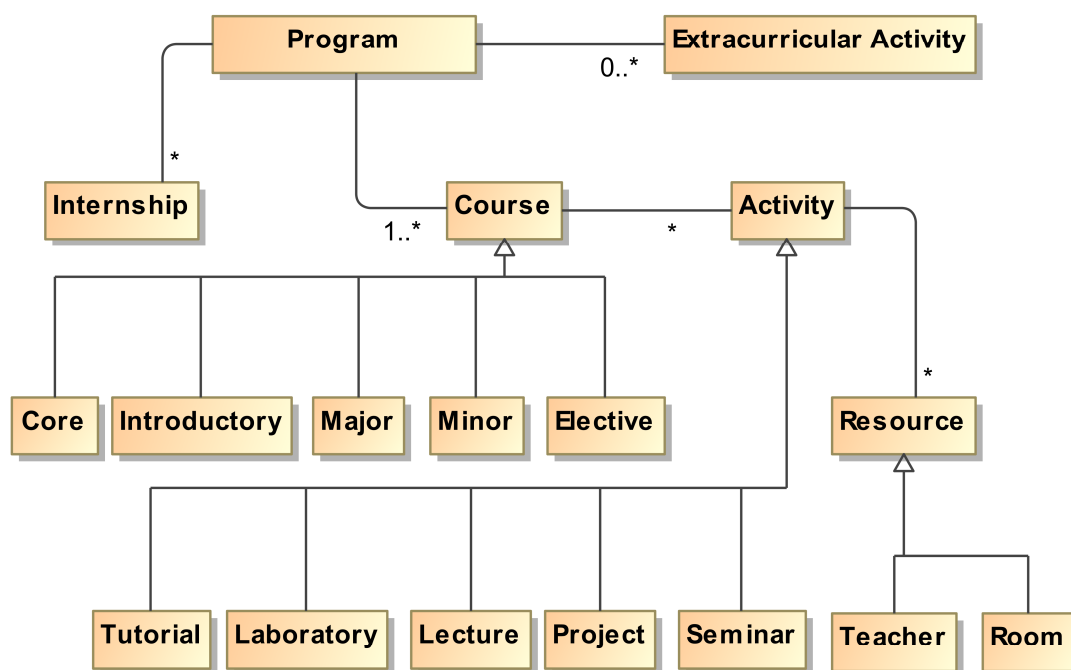 Program
Extracurricular Activity
0..*
*
Internship
Course
Activity
1..*
*
*
Core
Introductory
Major
Minor
Elective
Resource
Tutorial
Laboratory
Lecture
Project
Seminar
Teacher
Room